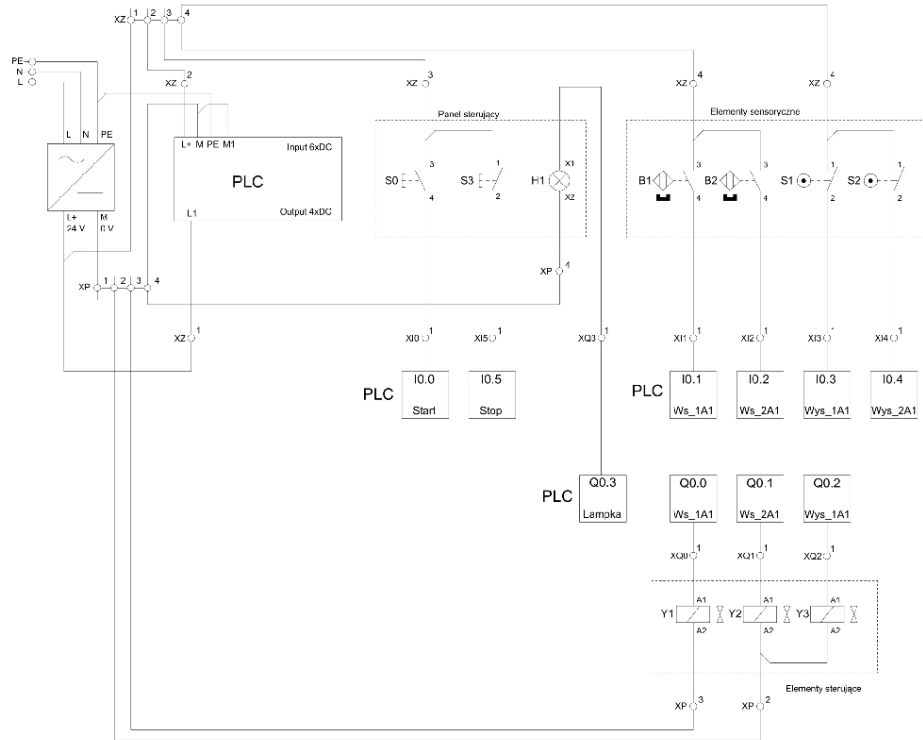 XZ 1 2 3 4
PE
N
L
XZ 2
XZ 3
XZ 4
XZ 4
Panel sterujący
Elementy sensoryczne
L N PE
L+ M PE M1
Input 6xDC
PLC
Output 4xDC
L1
L+
24 V
M
0 V
S0 3 4
S3 1 2
H1 X1 X2
B1 3 4
B2 3 4
S1 1 2
S2 1 2
XP 1 2 3 4
XP 4
XZ 1
XI0 1
XI5 1
XQ3 1
XI1 1
XI2 1
XI3 1
XI4 1
PLC
I0.0
Start
I0.5
Stop
PLC
I0.1
Ws_1A1
I0.2
Ws_2A1
I0.3
Wys_1A1
I0.4
Wys_2A1
PLC
Q0.3
Lampka
Q0.0
Ws_1A1
Q0.1
Ws_2A1
Q0.2
Wys_1A1
XQ0 1
XQ1 1
XQ2 1
Y1 A1 A2
Y2 A1 A2
Y3 A1 A2
Elementy sterujące
XP 3
XP 2